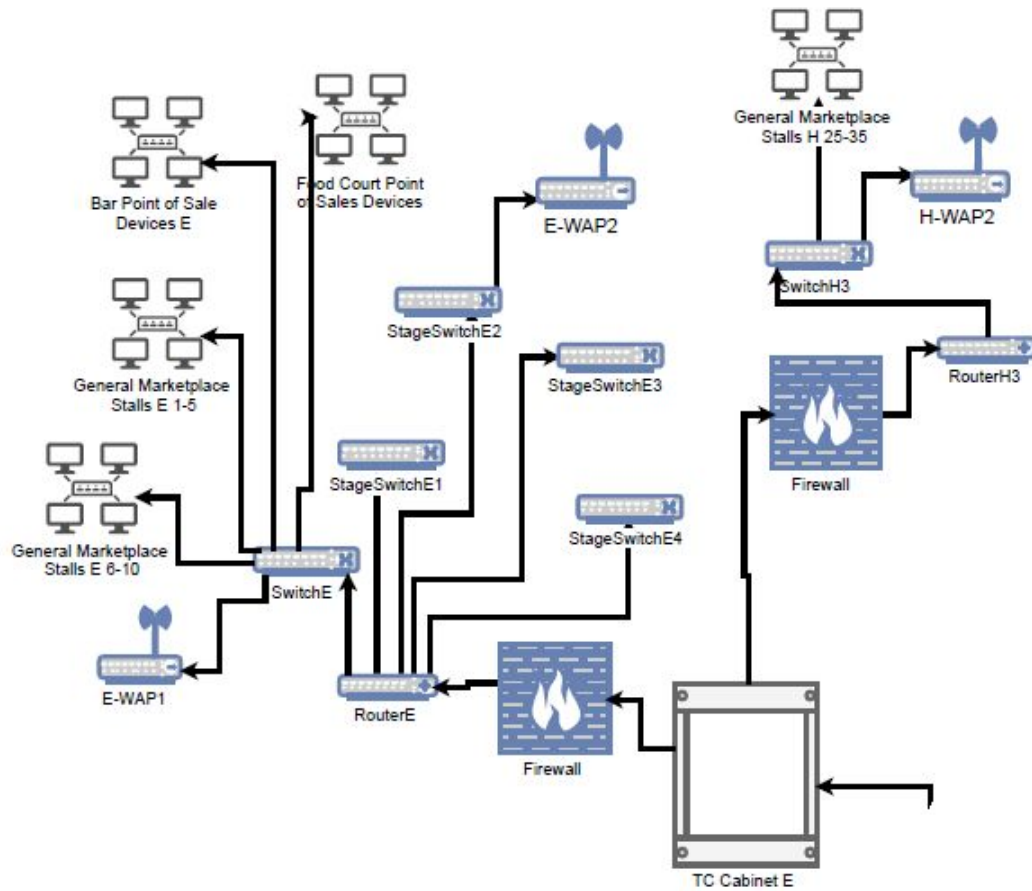 General Marketplace
Stalls H 25-35
Bar Point of Sale
Devices E
Food Court Point
of Sales Devices
E-WAP2
H-WAP2
SwitchH3
StageSwitchE2
General Marketplace
Stalls E 1-5
StageSwitchE3
RouterH3
StageSwitchE1
Firewall
StageSwitchE4
General Marketplace
Stalls E 6-10
SwitchE
E-WAP1
RouterE
Firewall
TC Cabinet E